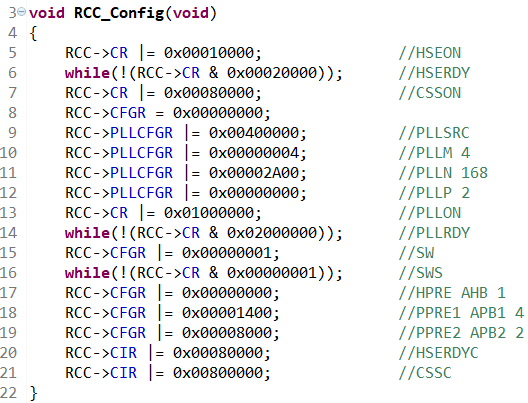 3 void RCC_Config(void)
4 {
5 RCC->CR |= 0x00010000; //HSEON
6 while(!(RCC->CR & 0x00020000)); //HSERDY
7 RCC->CR |= 0x00080000; //CSSON
8 RCC->CFGR = 0x00000000;
9 RCC->PLLCFGR |= 0x00400000; //PLLSRC
10 RCC->PLLCFGR |= 0x00000004; //PLLM 4
11 RCC->PLLCFGR |= 0x00002A00; //PLLN 168
12 RCC->PLLCFGR |= 0x00000000; //PLLP 2
13 RCC->CR |= 0x01000000; //PLLON
14 while(!(RCC->CR & 0x02000000)); //PLLRDY
15 RCC->CFGR |= 0x00000001; //SW
16 while(!(RCC->CR & 0x00000001)); //SWS
17 RCC->CFGR |= 0x00000000; //HPRE AHB 1
18 RCC->CFGR |= 0x00001400; //PPRE1 APB1 4
19 RCC->CFGR |= 0x00008000; //PPRE2 APB2 2
20 RCC->CIR |= 0x00080000; //HSERDYC
21 RCC->CIR |= 0x00800000; //CSSC
22 }